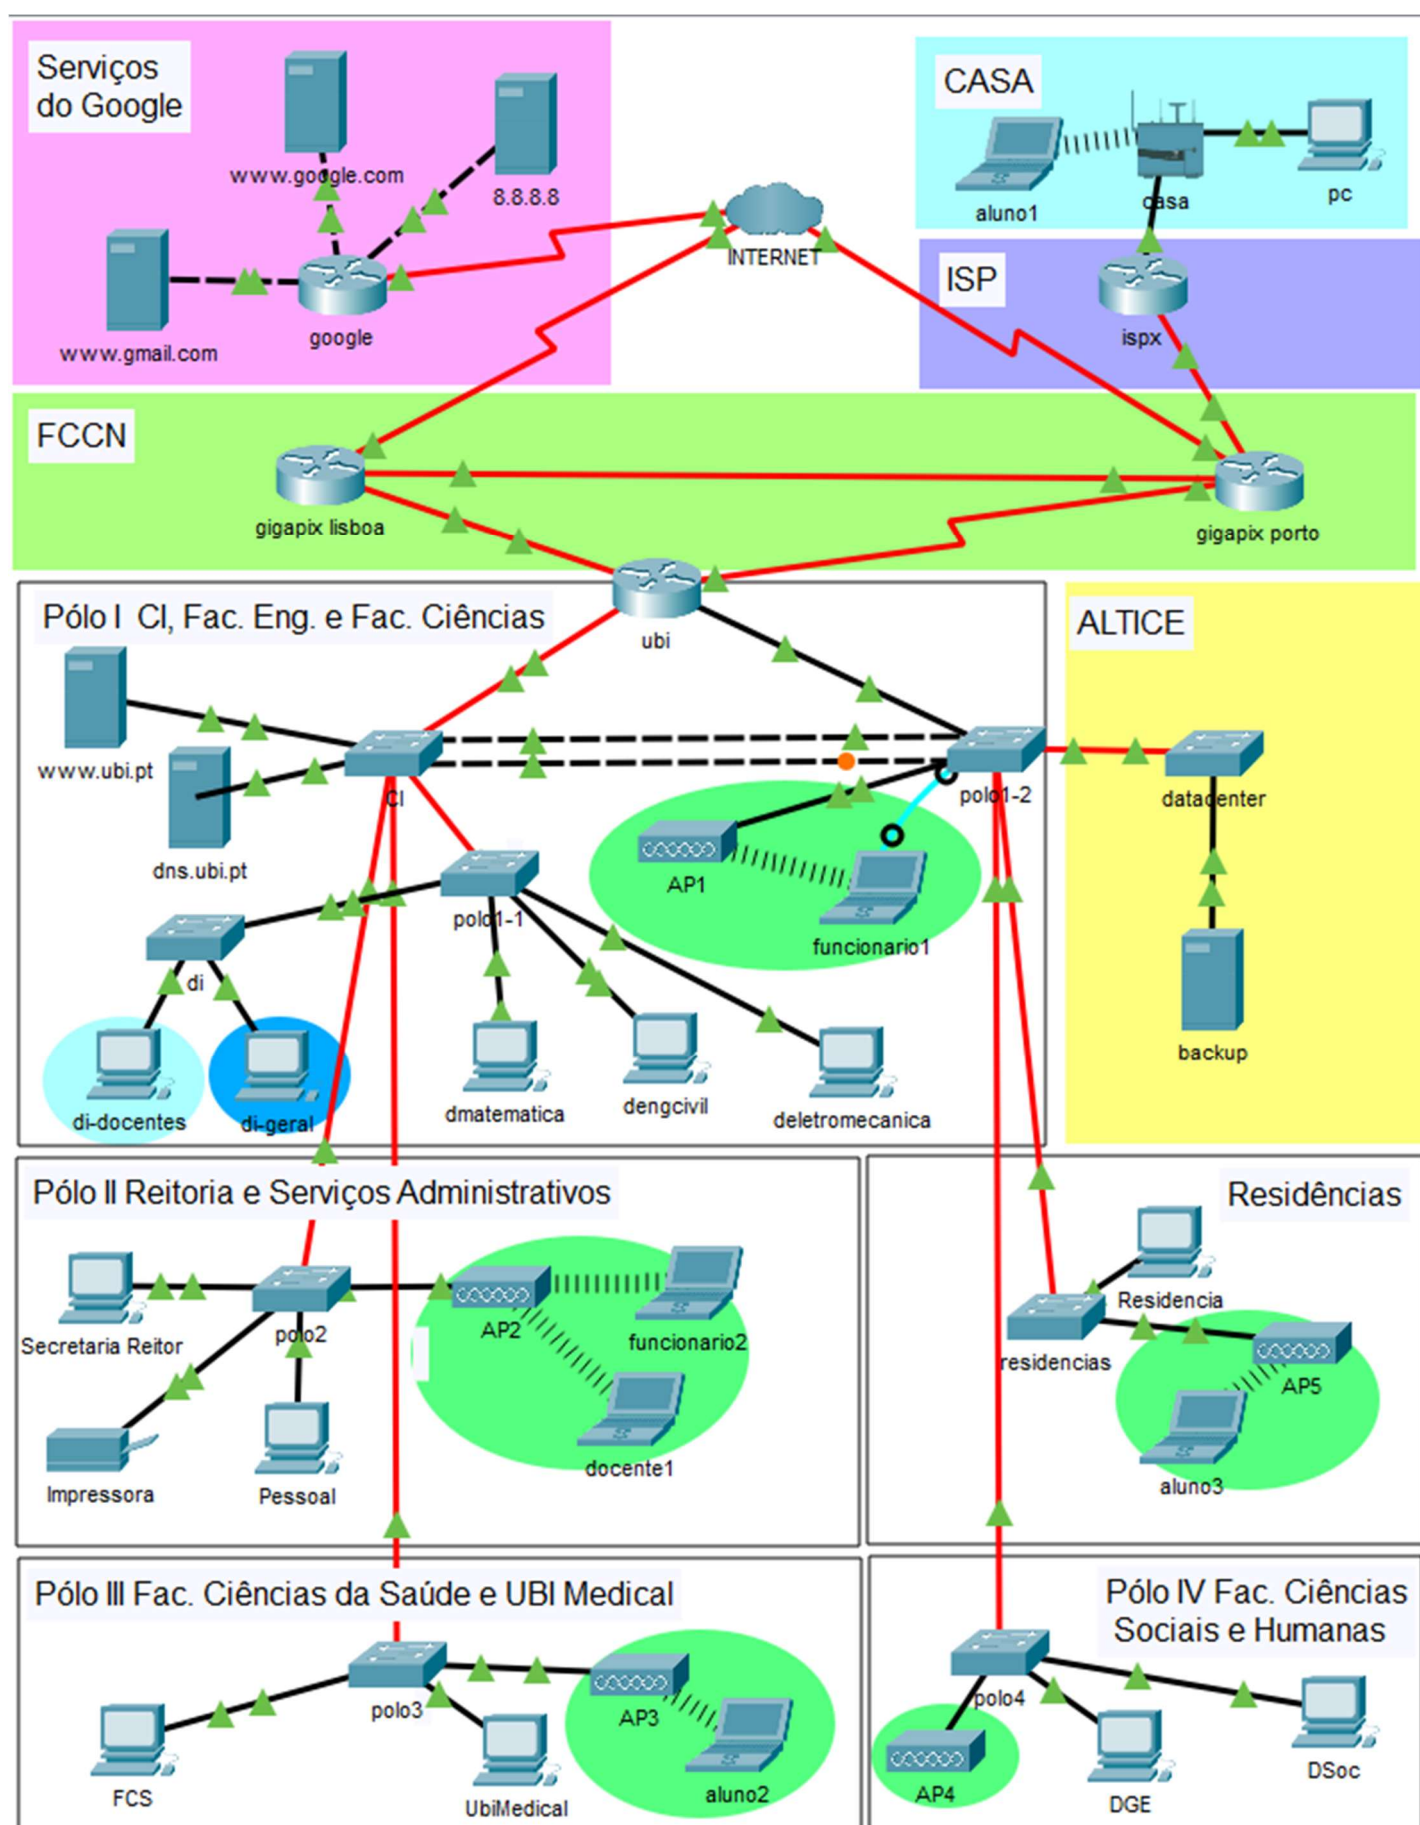 Serviços
do Google
www.google.com
8.8.8.8
www.gmail.com
google
INTERNET
CASA
aluno1
casa
pc
ISP
ispx
FCCN
gigapix lisboa
gigapix porto
ubi
Pólo I CI, Fac. Eng. e Fac. Ciências
www.ubi.pt
CI
dns.ubi.pt
polo1-2
AP1
funcionario1
polo1-1
di
di-docentes
di-geral
dmatematica
dengcivil
deletromecanica
ALTICE
datacenter
backup
Pólo II Reitoria e Serviços Administrativos
Secretaria Reitor
polo2
AP2
funcionario2
Impressora
Pessoal
docente1
Residências
Residencia
residencias
AP5
aluno3
Pólo III Fac. Ciências da Saúde e UBI Medical
polo3
AP3
FCS
UbiMedical
aluno2
Pólo IV Fac. Ciências
Sociais e Humanas
polo4
AP4
DGE
DSoc